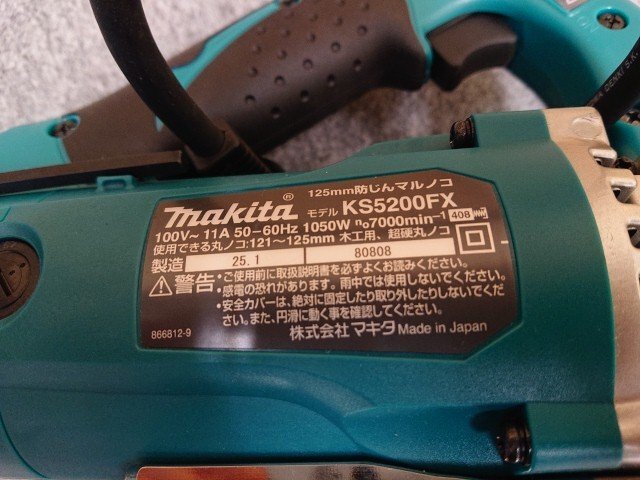 125mm防じんマルノコ
makita® モデル KS5200FX
100V~ 11A 50-60Hz 1050W n₀7000min⁻¹ 408
使用できる丸ノコ:121~125mm 木工用、超硬丸ノコ
製造 25.1 80808
警告
・ご使用前に取扱説明書を必ずよくお読みください。
・感電の恐れがあります。雨中では使用しないでください。
・安全カバーは、絶対に固定したり取り外したりしないでくだ
さい。また、円滑に動く事を確認してください。
866812-9 株式会社マキタ Made in Japan